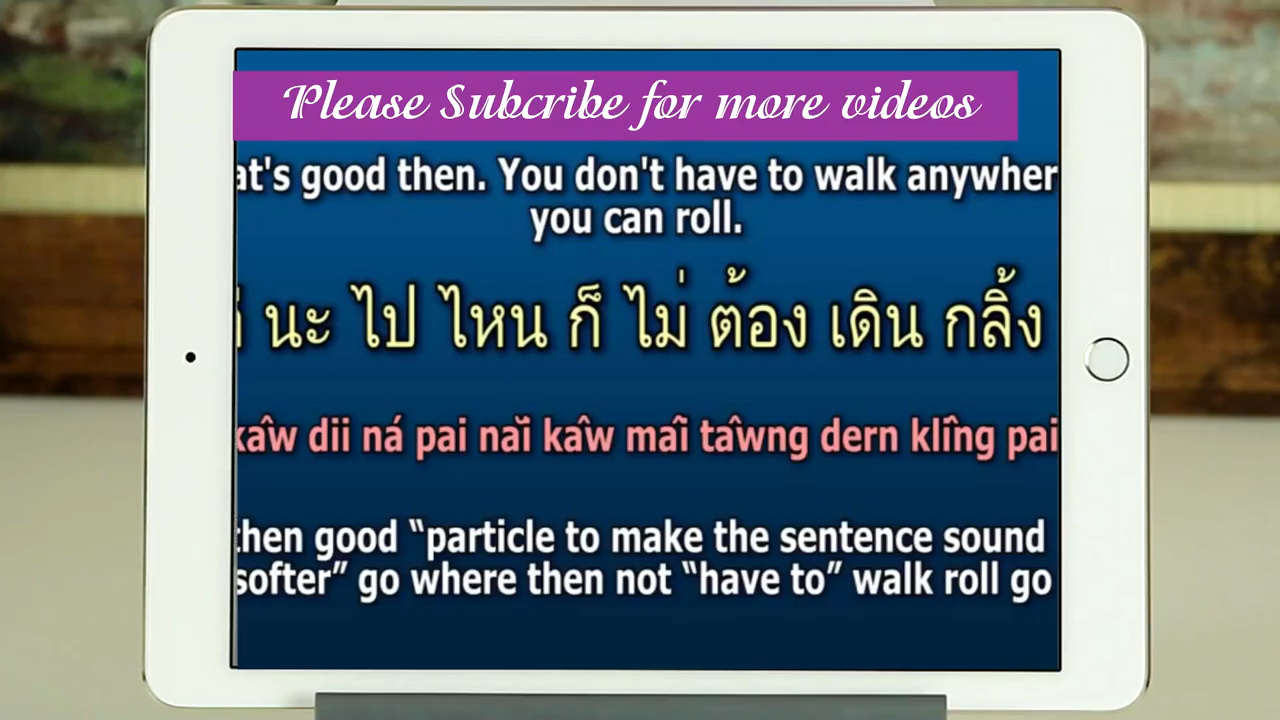 Please Subcribe for more videos
at's good then. You don't have to walk anywher
you can roll.
นะ ไป ไหน ก็ ไม่ ต้อง เดิน กลิ้ง
kaŵ dii ná pai naĭ kaŵ maî taŵng dern klîng pai
then good “particle to make the sentence sound
softer” go where then not “have to” walk roll go